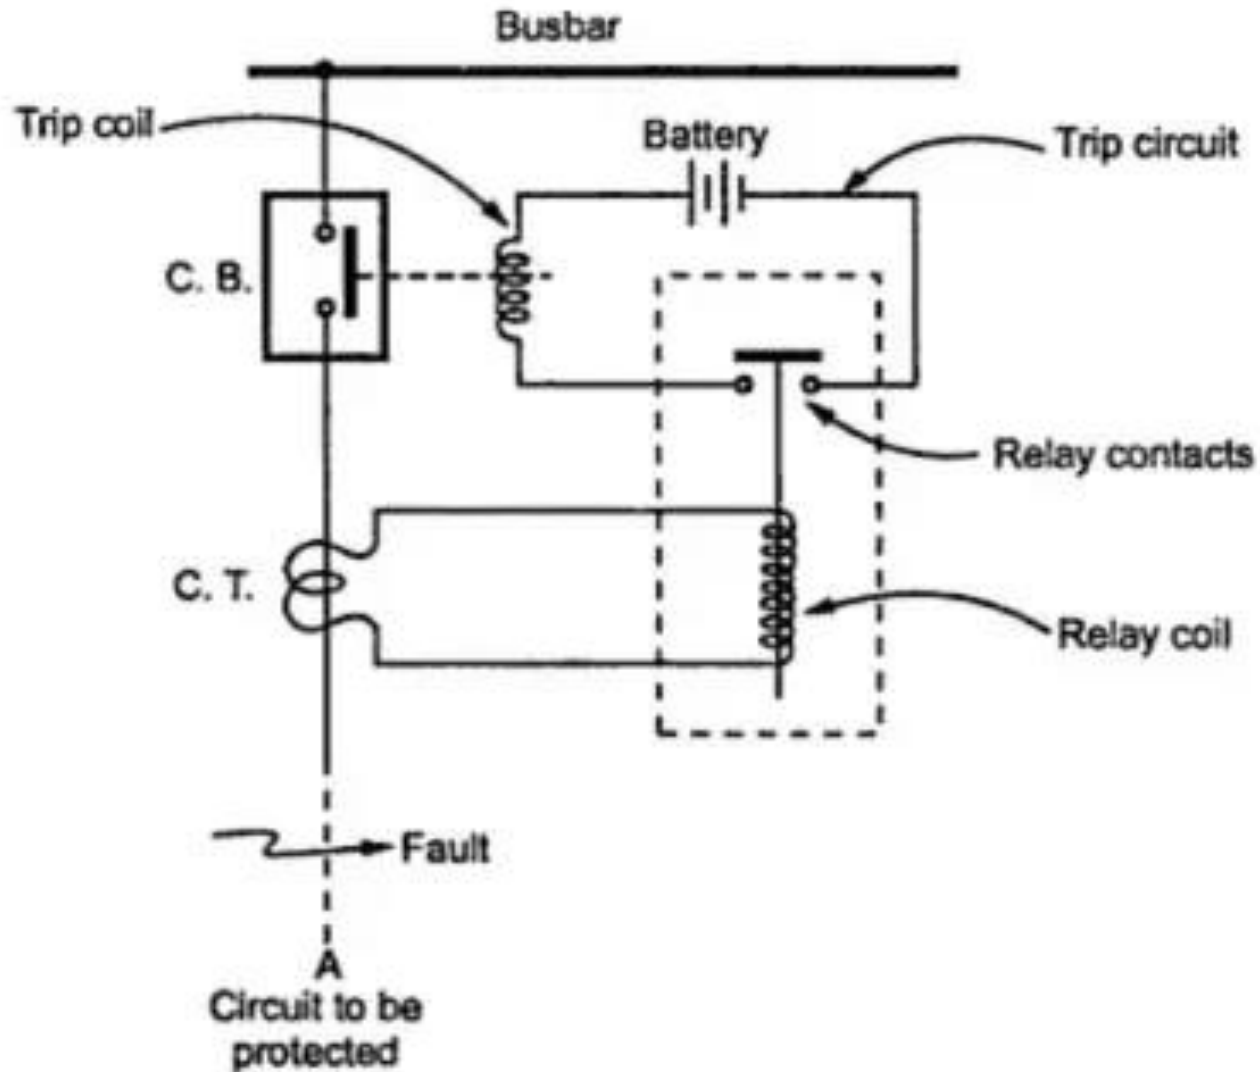 Busbar
Trip coil
Battery
Trip circuit
C. B.
Relay contacts
C. T.
Relay coil
Fault
A
Circuit to be
protected